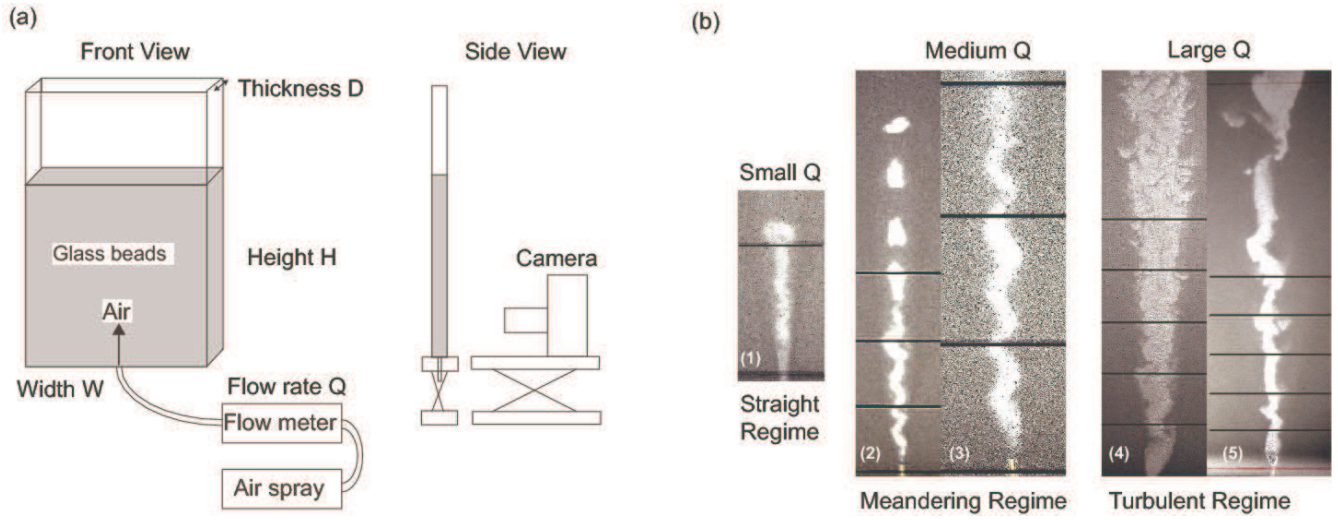 (a)
Front View
Side View
Thickness D
Glass beads
Height H
Camera
Air
Width W
Flow rate Q
Flow meter
Air spray
(b)
Medium Q
Large Q
Small Q
(1)
(2)
(3)
(4)
(5)
Straight
Regime
Meandering Regime
Turbulent Regime